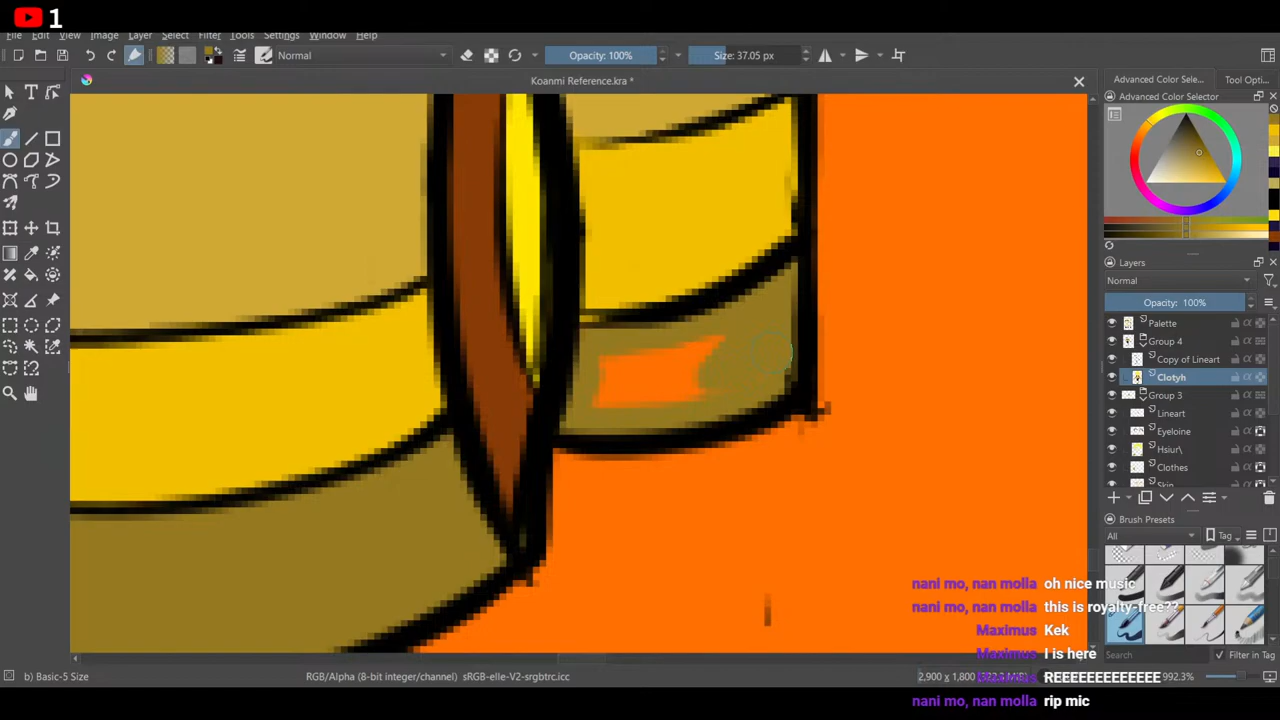 1
File Edit View Image Layer Select Filter Tools Settings Window Help
Normal
Opacity: 100%
Size: 37.05 px
Koanmi Reference.kra *
Advanced Color Sele...
Tool Opti...
Advanced Color Selector
Layers
Normal
Opacity: 100%
Palette
Group 4
Copy of Lineart
Clotyh
Group 3
Lineart
Eyeloine
Hsiur\
Clothes
Skin
Brush Presets
All
Tag
nani mo, nan molla oh nice music
nani mo, nan molla this is royalty-free??
Maximus Kek
Maximus I is here
Maximus REEEEEEEEEEEEE
nani mo, nan molla rip mic
Search
Filter in Tag
b) Basic-5 Size
RGB/Alpha (8-bit integer/channel) sRGB-elle-V2-srgbtrc.icc
2,900 x 1,800
992.3%